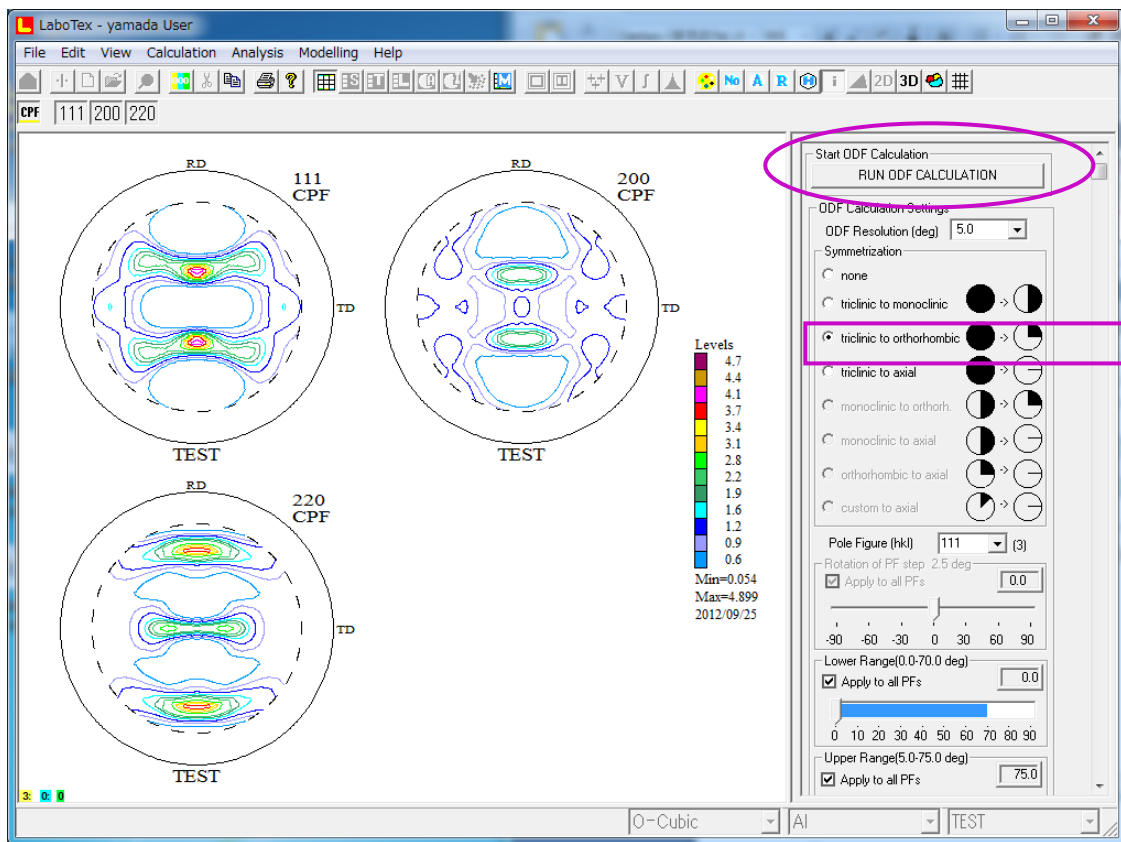 LaboTex - yamada User
File Edit View Calculation Analysis Modelling Help
No A R i 2D 3D
CPF 111 200 220
RD
111
CPF
TD
TEST
RD
200
CPF
TD
TEST
RD
220
CPF
TD
TEST
Levels
4.7
4.4
4.1
3.7
3.4
3.1
2.8
2.2
1.9
1.6
1.2
0.9
0.6
Min=0.054
Max=4.899
2012/09/25
3: 0: 0
Start ODF Calculation
RUN ODF CALCULATION
ODF Calculation Settings
ODF Resolution (deg) 5.0
Symmetrization
none
triclinic to monoclinic ->
triclinic to orthorhombic ->
triclinic to axial ->
monoclinic to orthorh. ->
monoclinic to axial ->
orthorhombic to axial ->
custom to axial ->
Pole Figure (hkl) 111 (3)
Rotation of PF step 2.5 deg
Apply to all PFs 0.0
-90 -60 -30 0 30 60 90
Lower Range(0.0-70.0 deg)
Apply to all PFs 0.0
0 10 20 30 40 50 60 70 80 90
Upper Range(5.0-75.0 deg)
Apply to all PFs 75.0
O-Cubic Al TEST